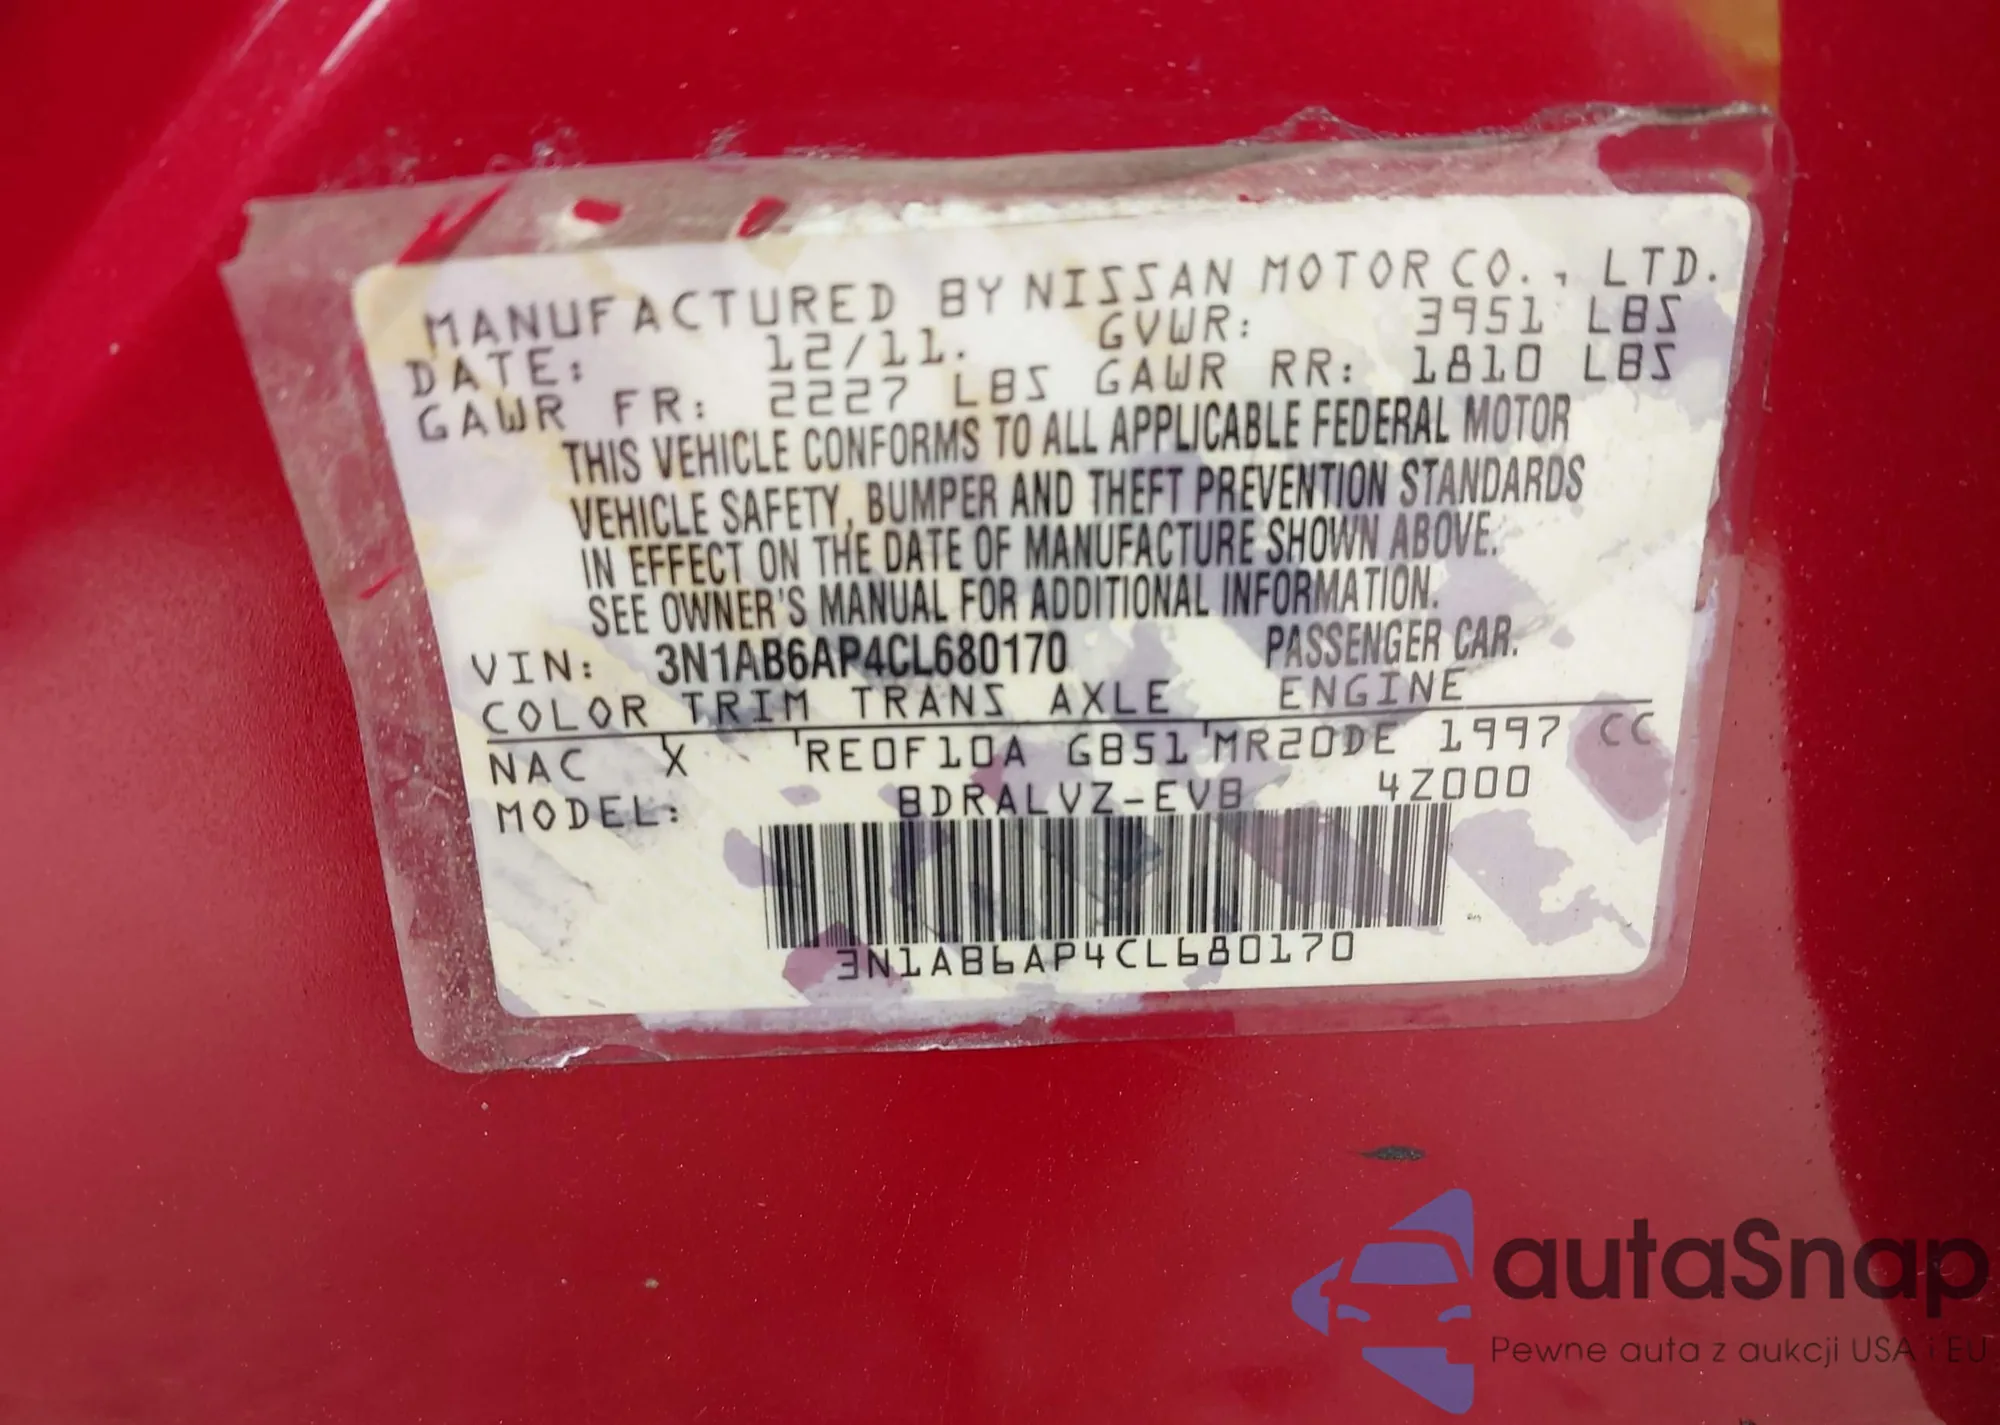 MANUFACTURED BY NISSAN MOTOR CO., LTD.
DATE: 12/11. GVWR: 3951 LBS
GAWR FR: 2227 LBS GAWR RR: 1810 LBS
THIS VEHICLE CONFORMS TO ALL APPLICABLE FEDERAL MOTOR
VEHICLE SAFETY, BUMPER AND THEFT PREVENTION STANDARDS
IN EFFECT ON THE DATE OF MANUFACTURE SHOWN ABOVE.
SEE OWNER'S MANUAL FOR ADDITIONAL INFORMATION.
VIN: 3N1AB6AP4CL680170 PASSENGER CAR.
COLOR TRIM TRANS AXLE ENGINE
NAC X RE0F10A GB51 MR20DE 1997 CC
MODEL: BDRALVZ-EVB 4Z000
3N1AB6AP4CL680170
autaSnap
Pewne auta z aukcji USA i EU